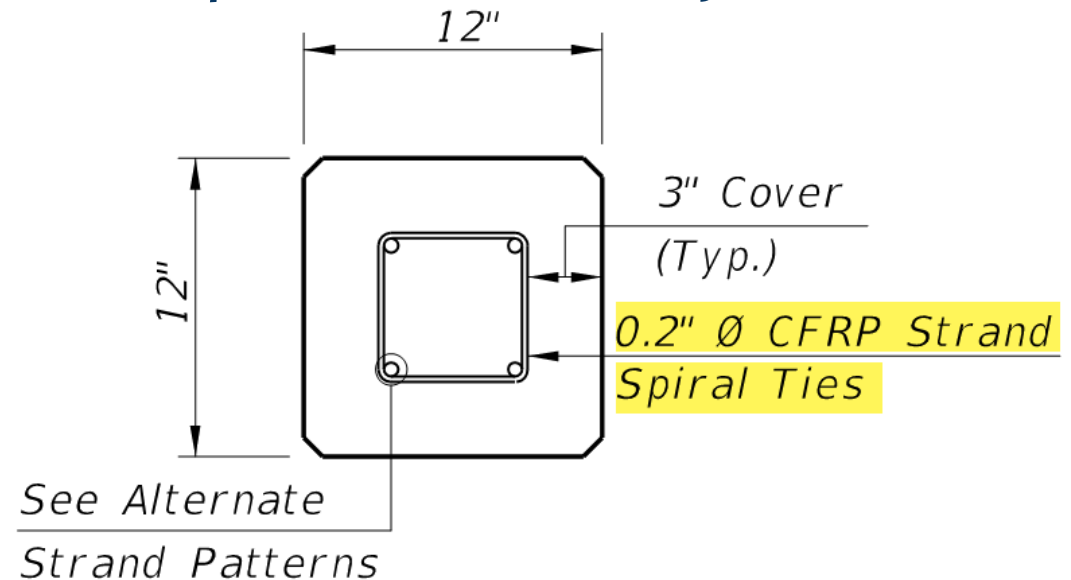 12"
3" Cover
(Typ.)
12"
0.2" Ø CFRP Strand
Spiral Ties
See Alternate
Strand Patterns